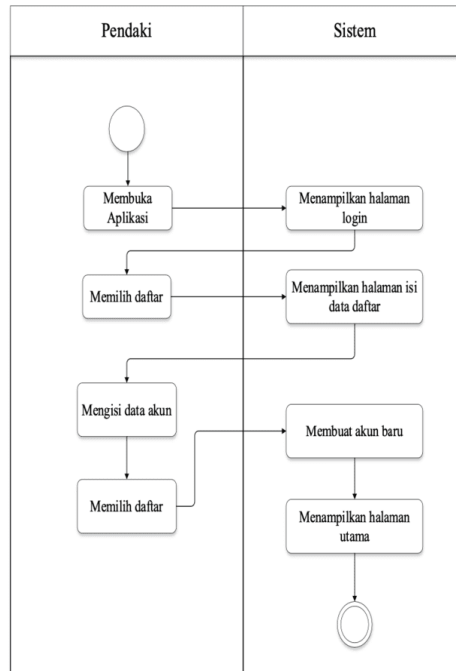 Pendaki
Sistem
Membuka
Aplikasi
Menampilkan halaman
login
Memilih daftar
Menampilkan halaman isi
data daftar
Mengisi data akun
Membuat akun baru
Memilih daftar
Menampilkan halaman
utama